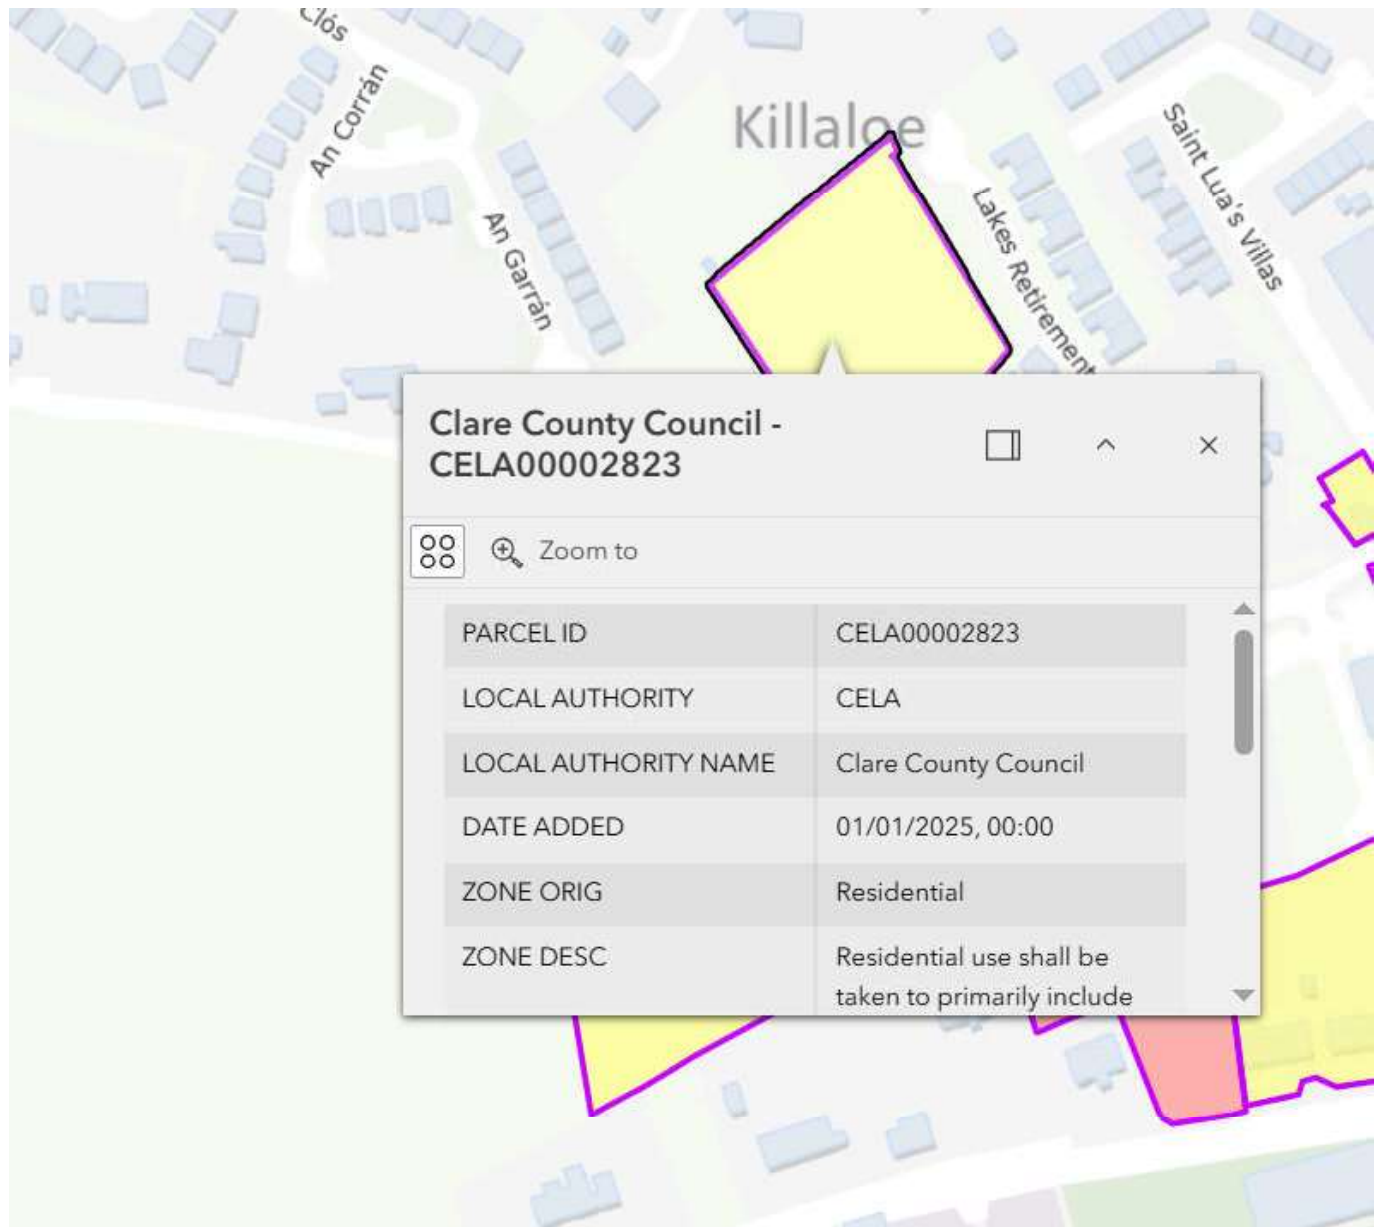 Clós
An Corrán
An Garrán
Killaloe
Lakes Retirement
Saint Lua's Villas
Clare County Council -
CELA00002823
Zoom to
PARCEL ID CELA00002823
LOCAL AUTHORITY CELA
LOCAL AUTHORITY NAME Clare County Council
DATE ADDED 01/01/2025, 00:00
ZONE ORIG Residential
ZONE DESC Residential use shall be
taken to primarily include